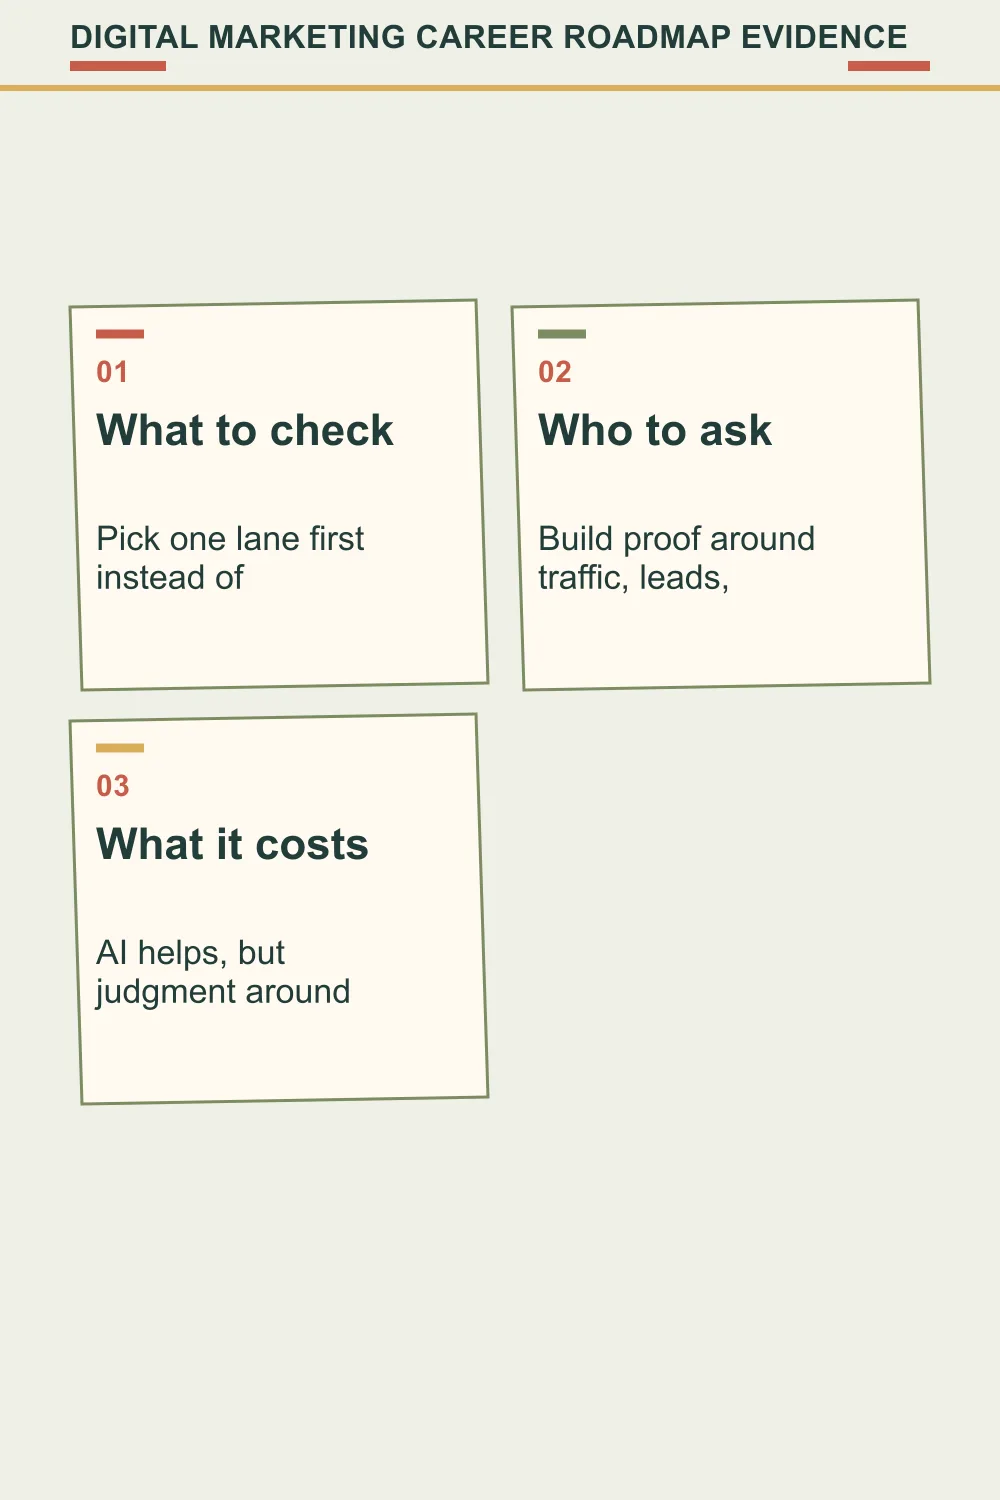 DIGITAL MARKETING CAREER ROADMAP EVIDENCE
01
What to check
Pick one lane first
instead of
02
Who to ask
Build proof around
traffic, leads,
03
What it costs
AI helps, but
judgment around